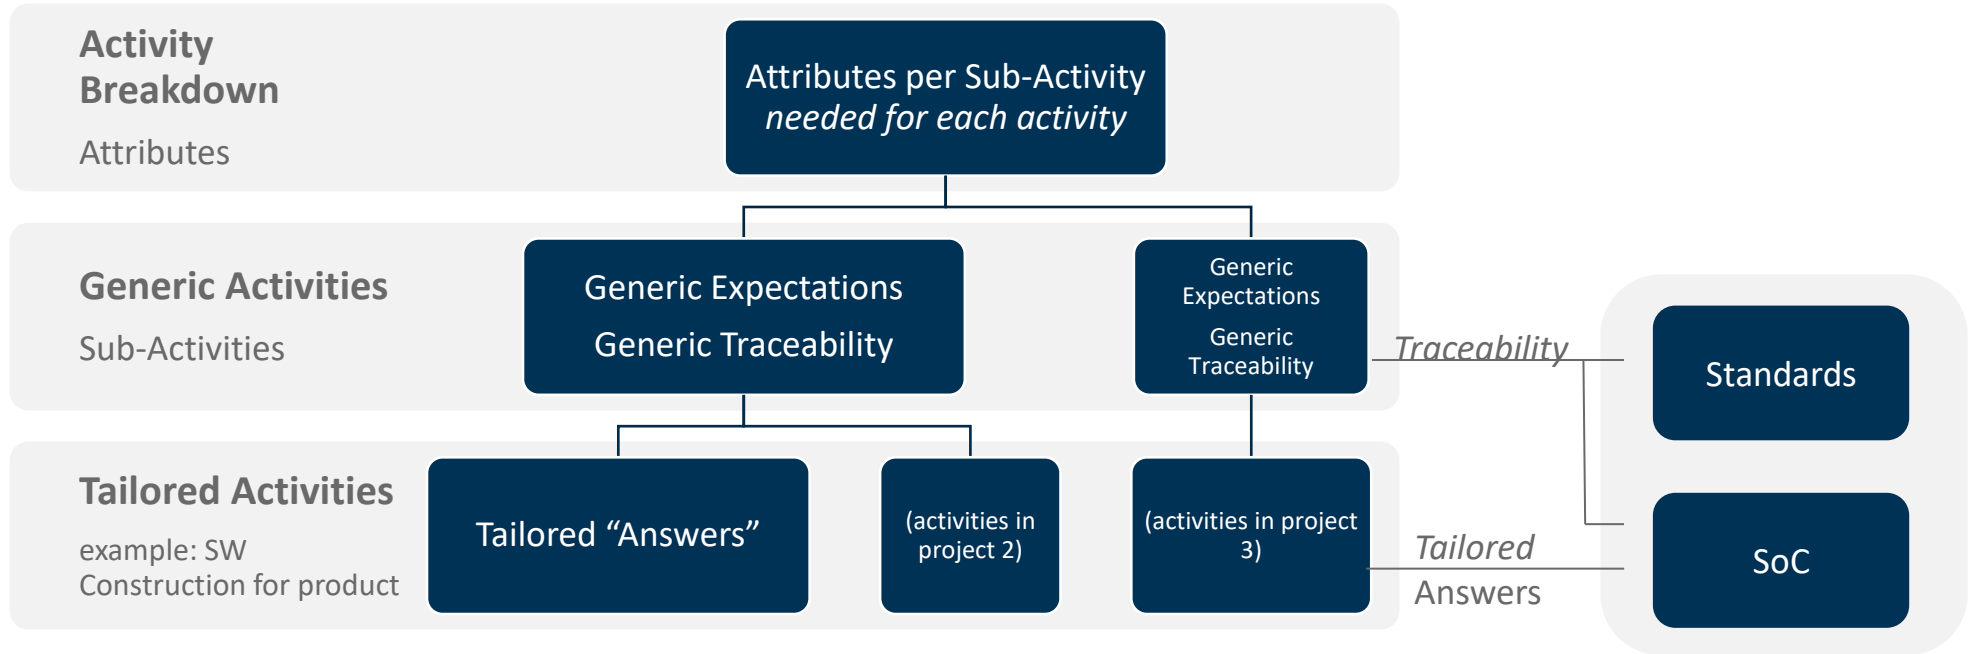 Activity
Breakdown
Attributes
Attributes per Sub-Activity
needed for each activity
Generic Activities
Sub-Activities
Generic Expectations
Generic Traceability
Generic
Expectations
Generic
Traceability
Traceability
Standards
Tailored Activities
example: SW
Construction for product
Tailored “Answers”
(activities in
project 2)
(activities in project
3)
Tailored
Answers
SoC